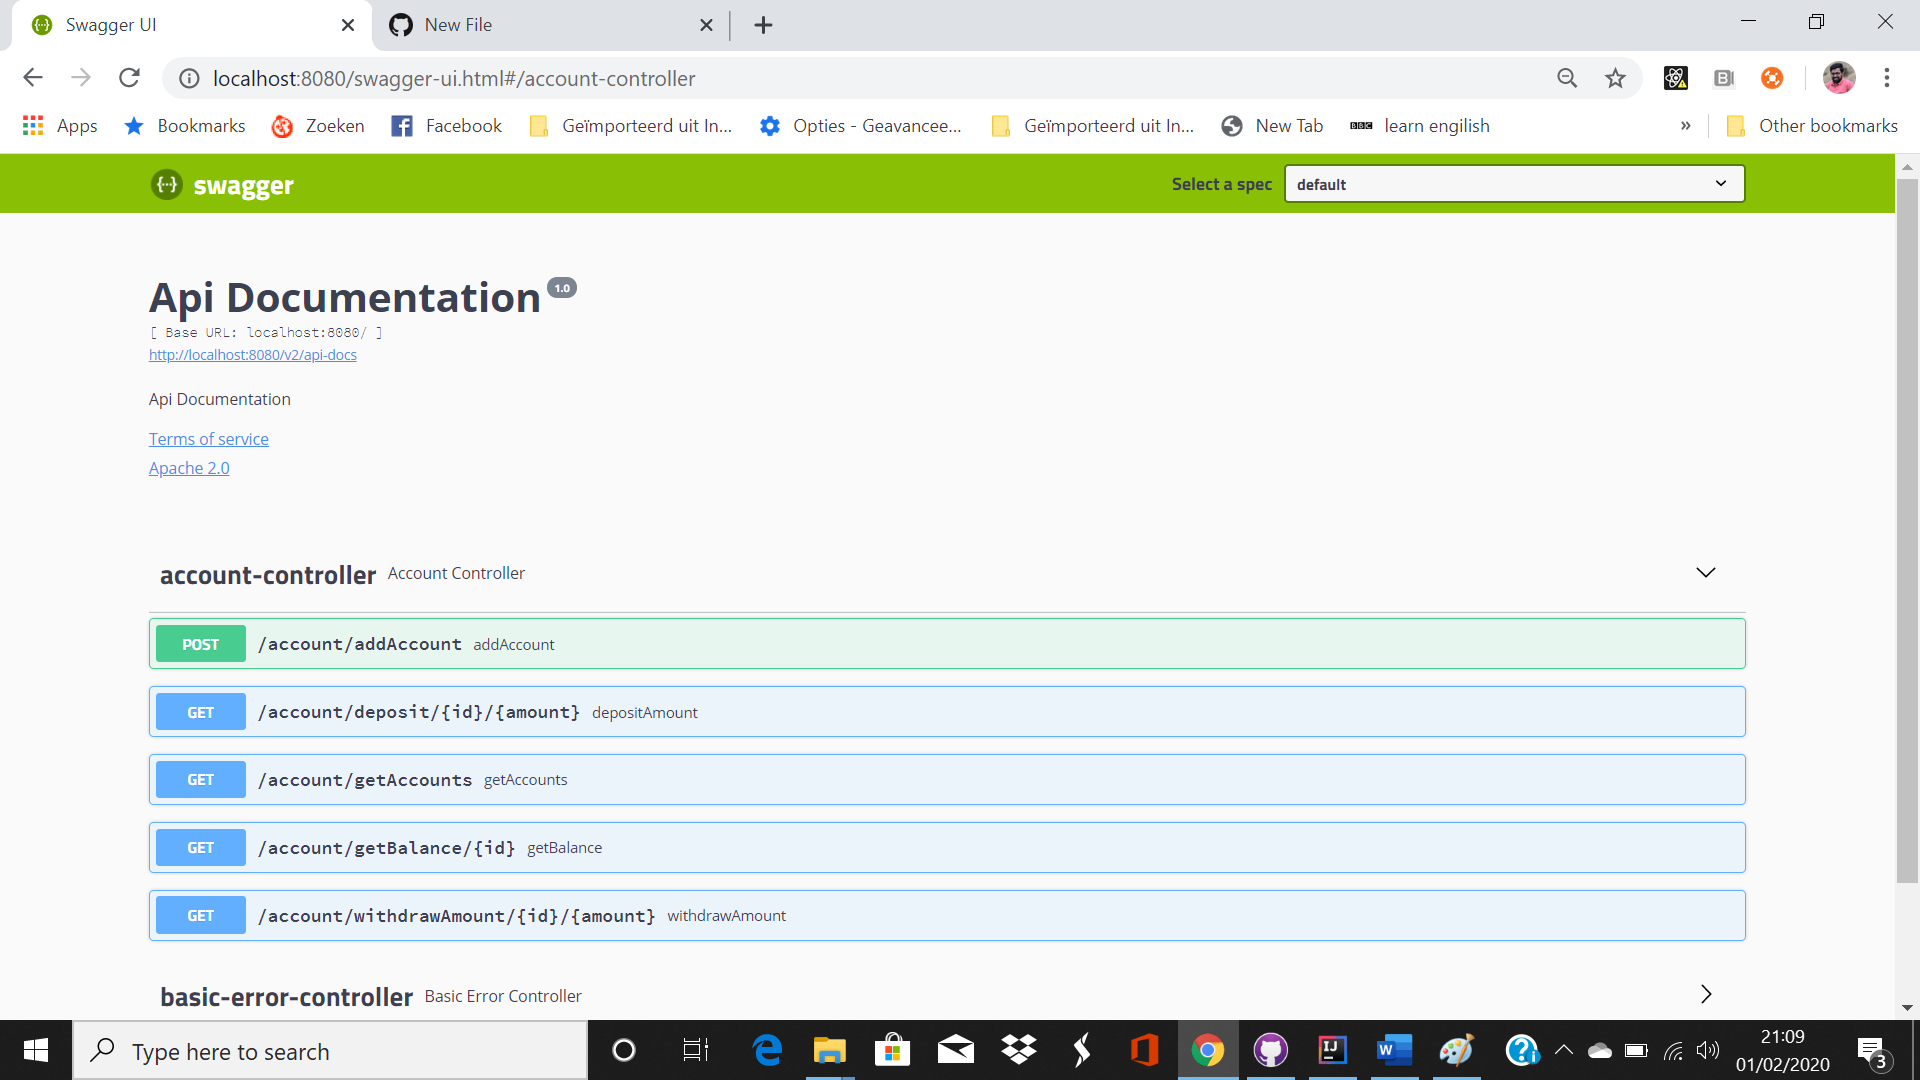 Swagger UI
New File
localhost:8080/swagger-ui.html#/account-controller
Apps
Bookmarks
Zoeken
Facebook
Geïmporteerd uit In...
Opties - Geavancee...
Geïmporteerd uit In...
New Tab
BBC
learn engilish
»
Other bookmarks
{··} swagger
Select a spec
default
Api Documentation 1.0
[ Base URL: localhost:8080/ ]
http://localhost:8080/v2/api-docs
Api Documentation
Terms of service
Apache 2.0
account-controller Account Controller
POST /account/addAccount addAccount
GET /account/deposit/{id}/{amount} depositAmount
GET /account/getAccounts getAccounts
GET /account/getBalance/{id} getBalance
GET /account/withdrawAmount/{id}/{amount} withdrawAmount
basic-error-controller Basic Error Controller
Type here to search
21:09
01/02/2020
3